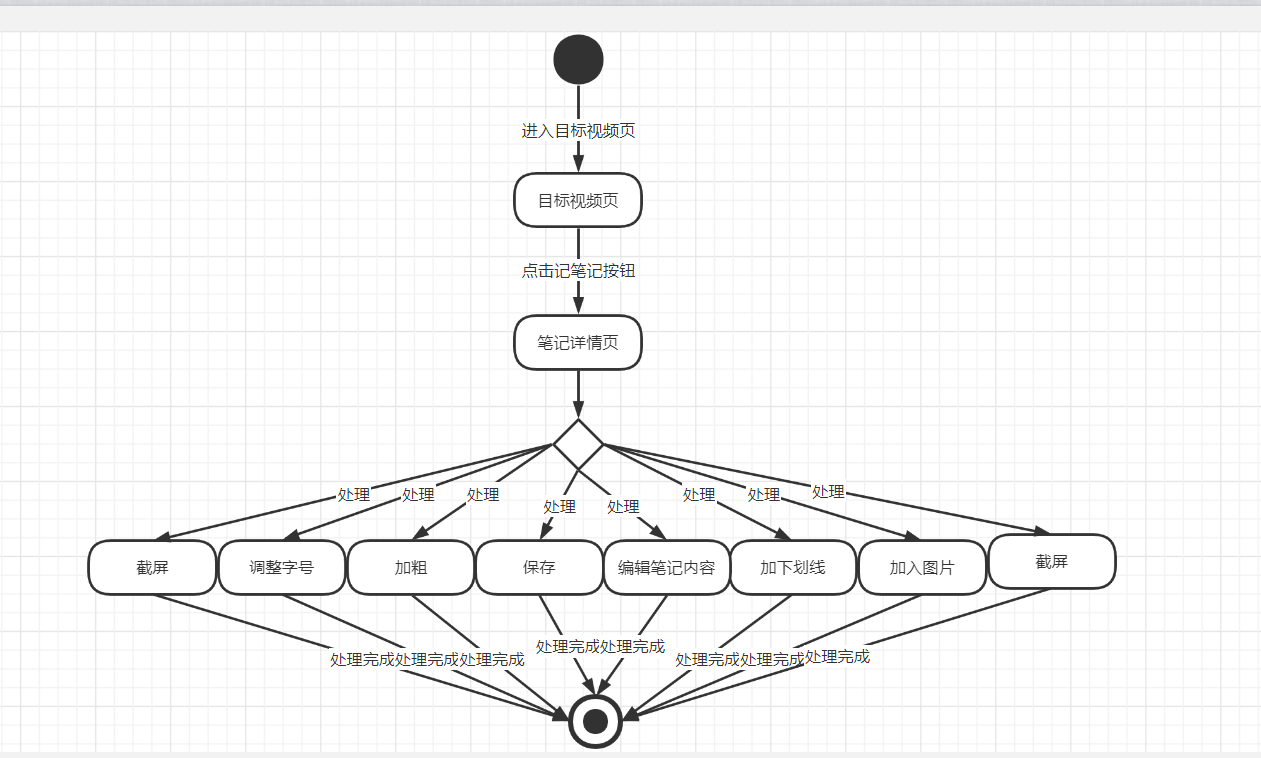 进入目标视频页
目标视频页
点击记笔记按钮
笔记详情页
处理
处理
处理
处理
处理
处理
处理
处理
截屏
调整字号
加粗
保存
编辑笔记内容
加下划线
加入图片
截屏
处理完成
处理完成
处理完成
处理完成
处理完成
处理完成
处理完成
处理完成